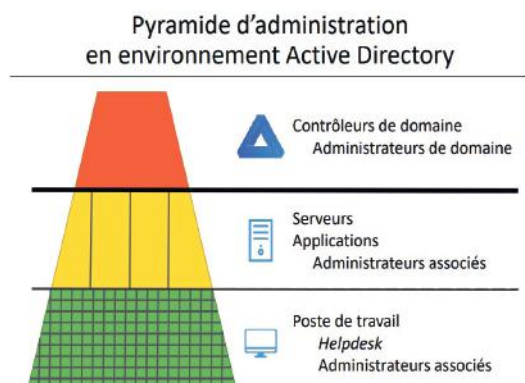 Pyramide d’administration
en environnement Active Directory
Contrôleurs de domaine
Administrateurs de domaine
Serveurs
Applications
Administrateurs associés
Poste de travail
Helpdesk
Administrateurs associés